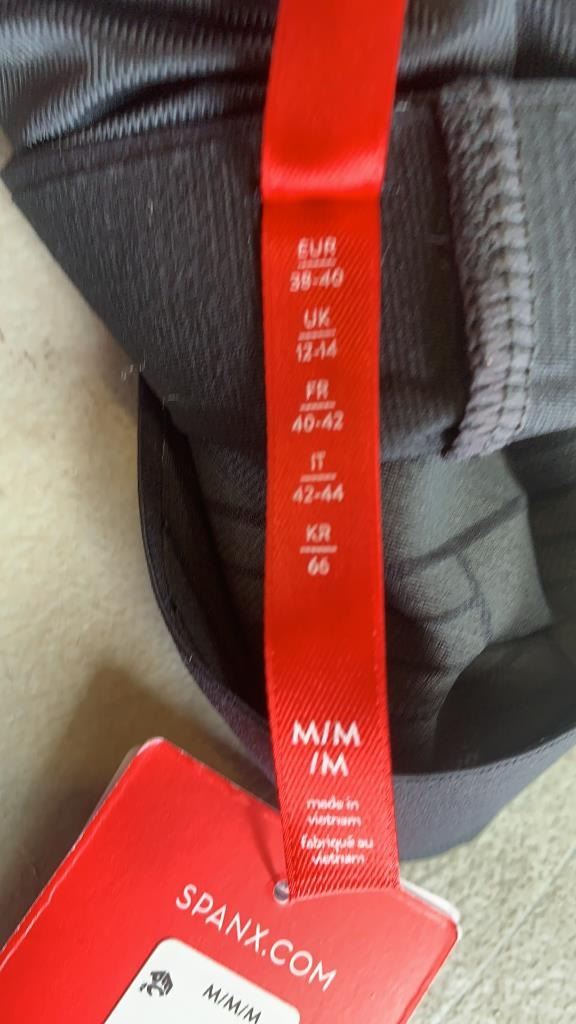 EUR
38-40
UK
12-14
FR
40-42
IT
42-44
KR
66
M/M
/M
made in
vietnam
fabriqué au
vietnam
SPANX.COM
M/M/M